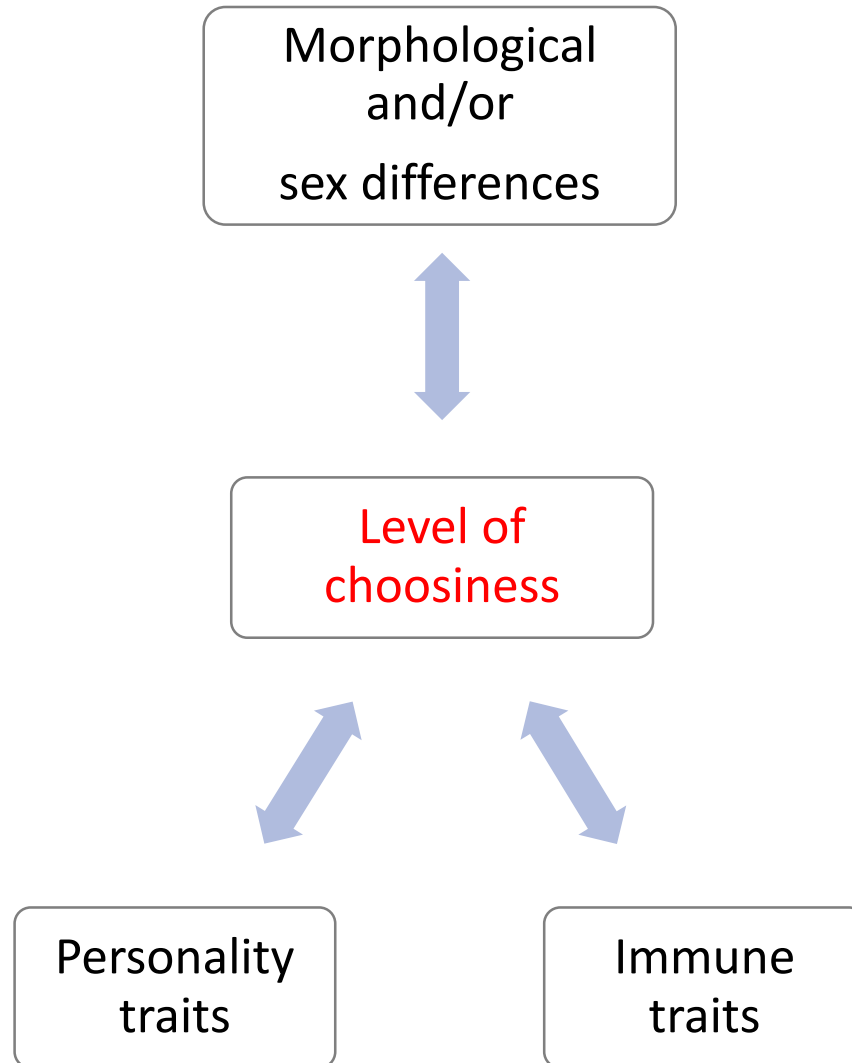 Morphological
and/or
sex differences
Level of
choosiness
Personality
traits
Immune
traits